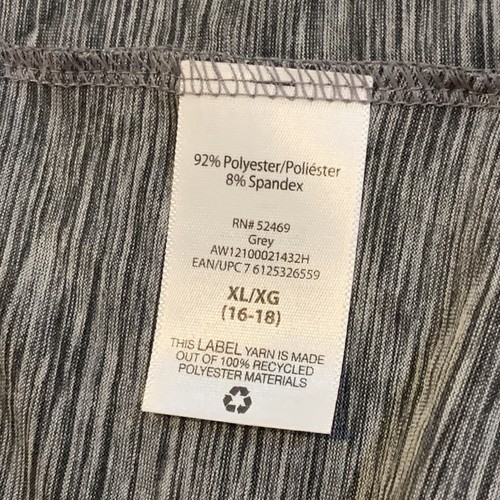 92% Polyester/Poliéster
8% Spandex
RN# 52469
Grey
AW12100021432H
EAN/UPC 7 6125326559
XL/XG
(16-18)
THIS LABEL YARN IS MADE
OUT OF 100% RECYCLED
POLYESTER MATERIALS